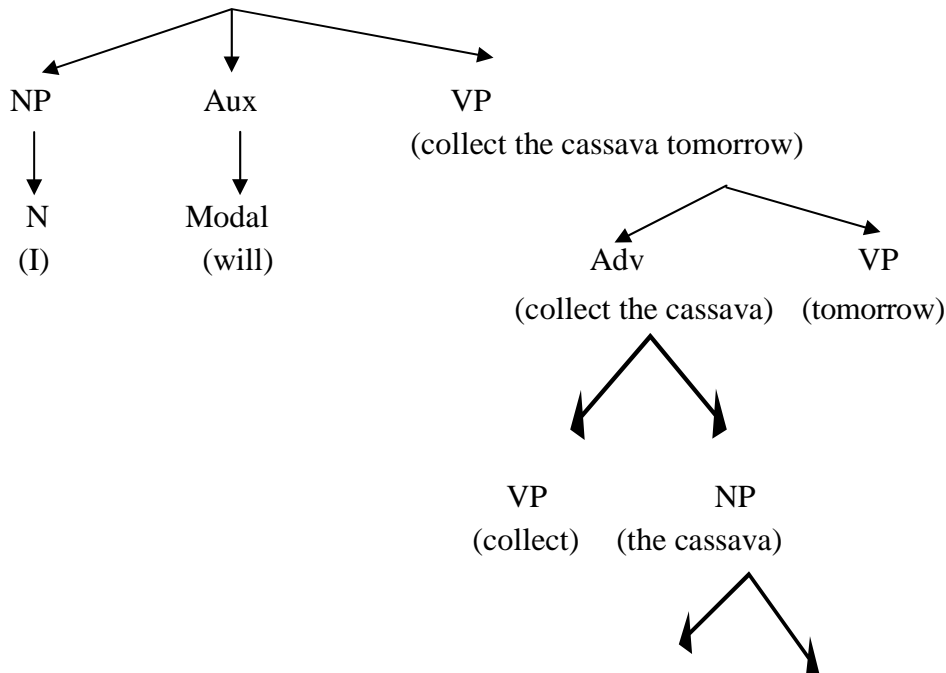 NP Aux VP
(collect the cassava tomorrow)
N Modal
(I) (will) Adv VP
(collect the cassava) (tomorrow)
VP NP
(collect) (the cassava)